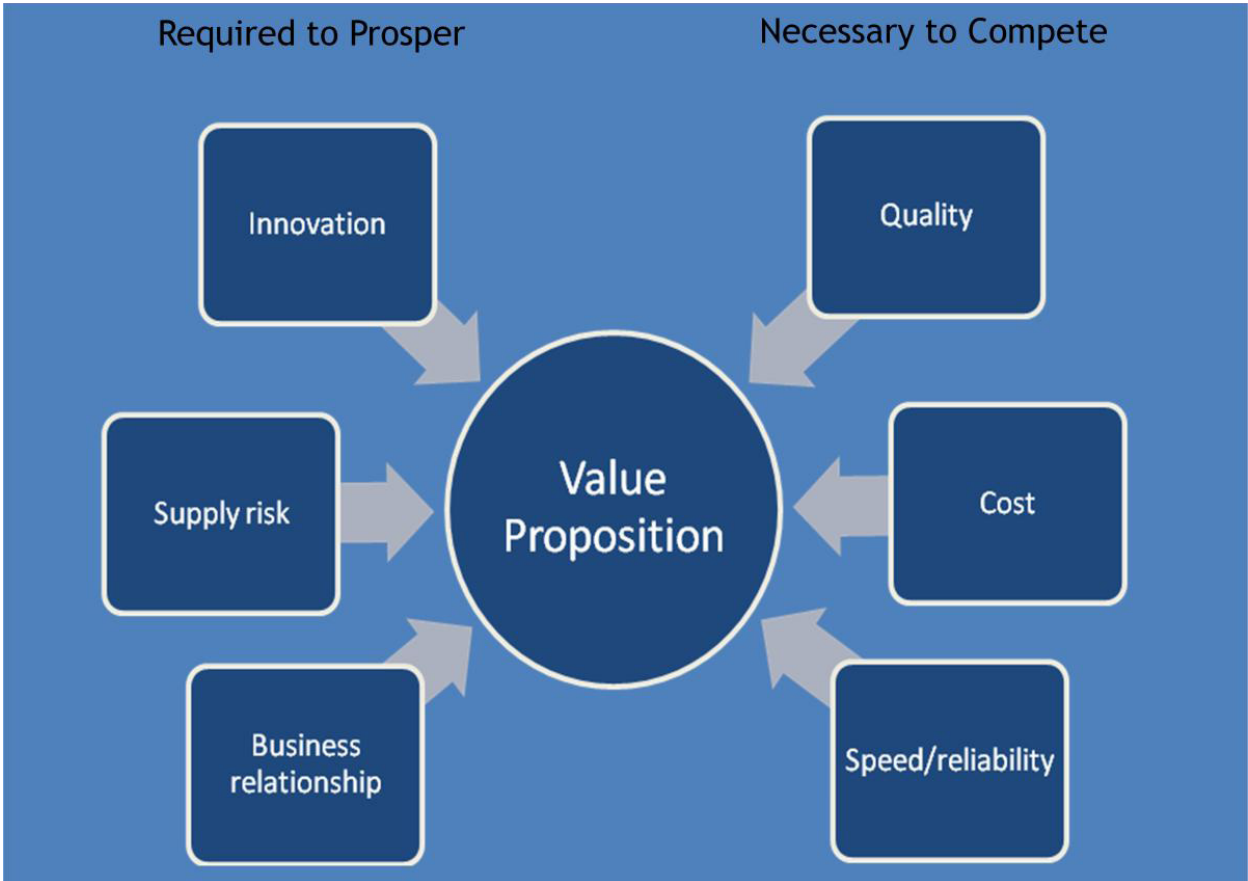 Required to Prosper
Necessary to Compete
Innovation
Quality
Value
Proposition
Supply risk
Cost
Business
relationship
Speed/reliability